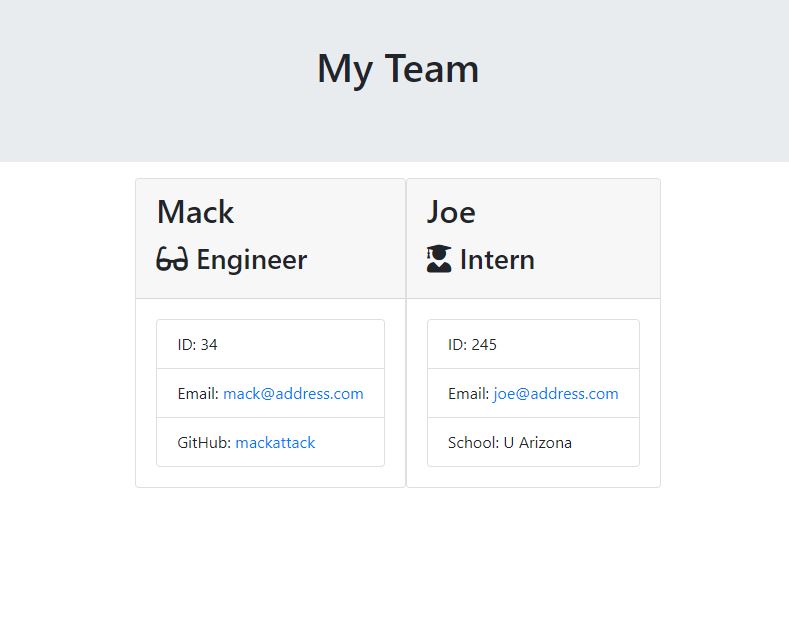 My Team
Mack
Engineer
ID: 34
Email: mack@address.com
GitHub: mackattack
Joe
Intern
ID: 245
Email: joe@address.com
School: U Arizona